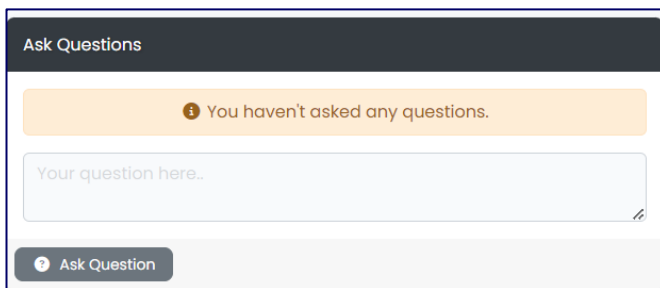 Ask Questions
You haven't asked any questions.
Your question here..
Ask Question